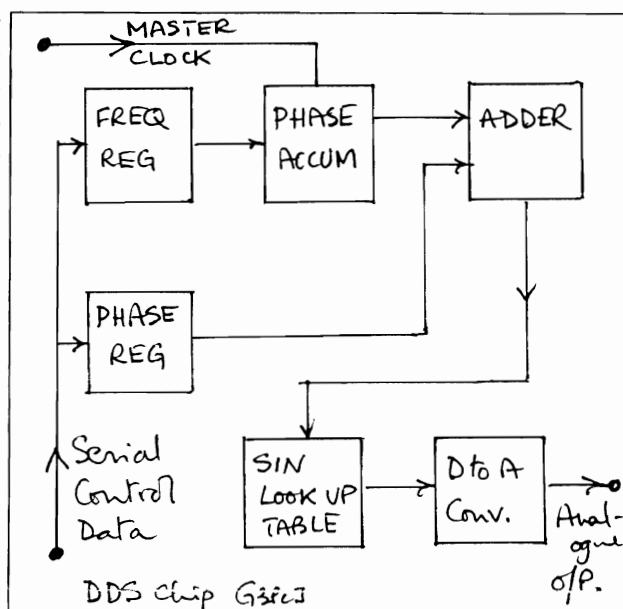 MASTER
CLOCK
FREQ
REG
PHASE
ACCUM
ADDER
PHASE
REG
Serial
Control
Data
SIN
LOOK UP
TABLE
D to A
Conv.
Anal-
ogue
O/P.
DDS Chip